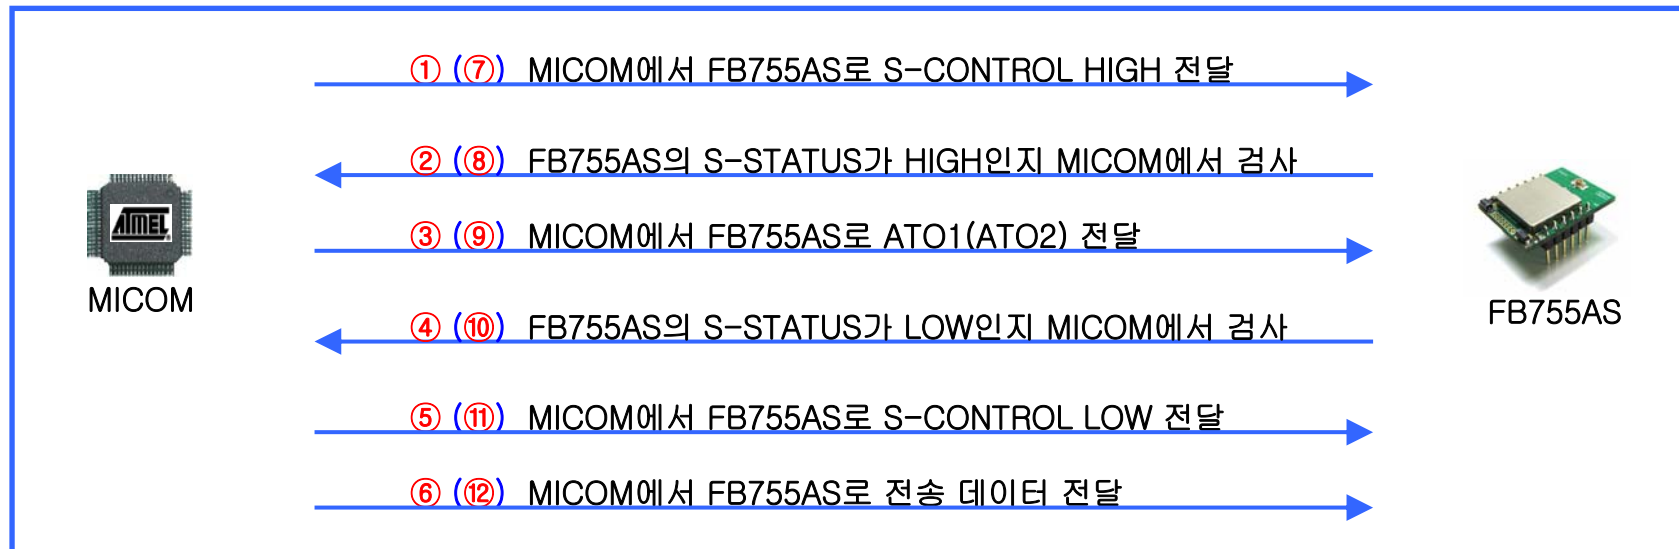 ① (⑦) MICOM에서 FB755AS로 S-CONTROL HIGH 전달
② (⑧) FB755AS의 S-STATUS가 HIGH인지 MICOM에서 검사
ATMEL
③ (⑨) MICOM에서 FB755AS로 ATO1(ATO2) 전달
MICOM
FB755AS
④ (⑩) FB755AS의 S-STATUS가 LOW인지 MICOM에서 검사
⑤ (⑪) MICOM에서 FB755AS로 S-CONTROL LOW 전달
⑥ (⑫) MICOM에서 FB755AS로 전송 데이터 전달